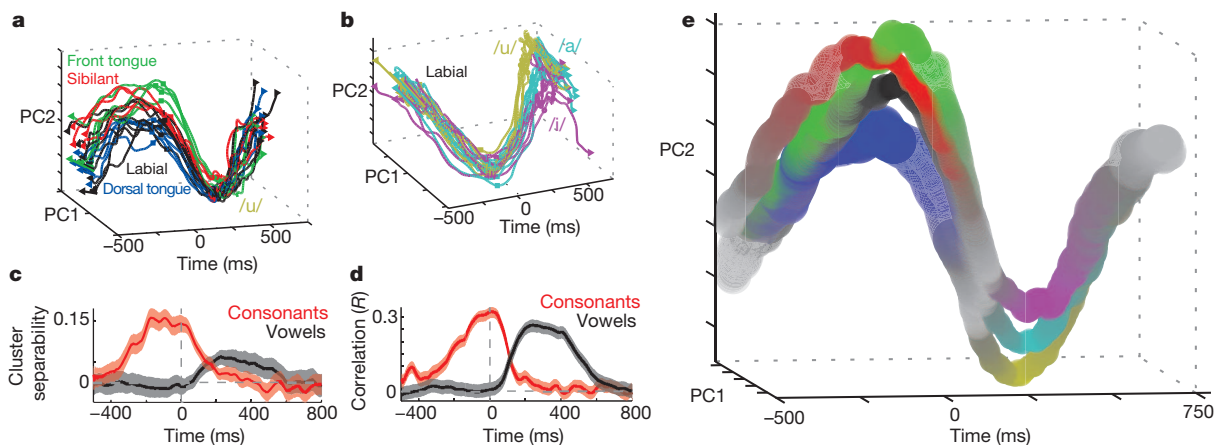 a
Front tongue
Sibilant
PC2
Labial
Dorsal tongue
/u/
PC1
−500
0
500
Time (ms)
b
/u/
/a/
Labial
PC2
/i/
PC1
−500
0
500
Time (ms)
c
Consonants
Vowels
0.15
0
Cluster
separability
−400
0
400
800
Time (ms)
d
Consonants
Vowels
0.3
0
Correlation (R)
−400
0
400
800
Time (ms)
e
PC2
PC1
−500
0
750
Time (ms)